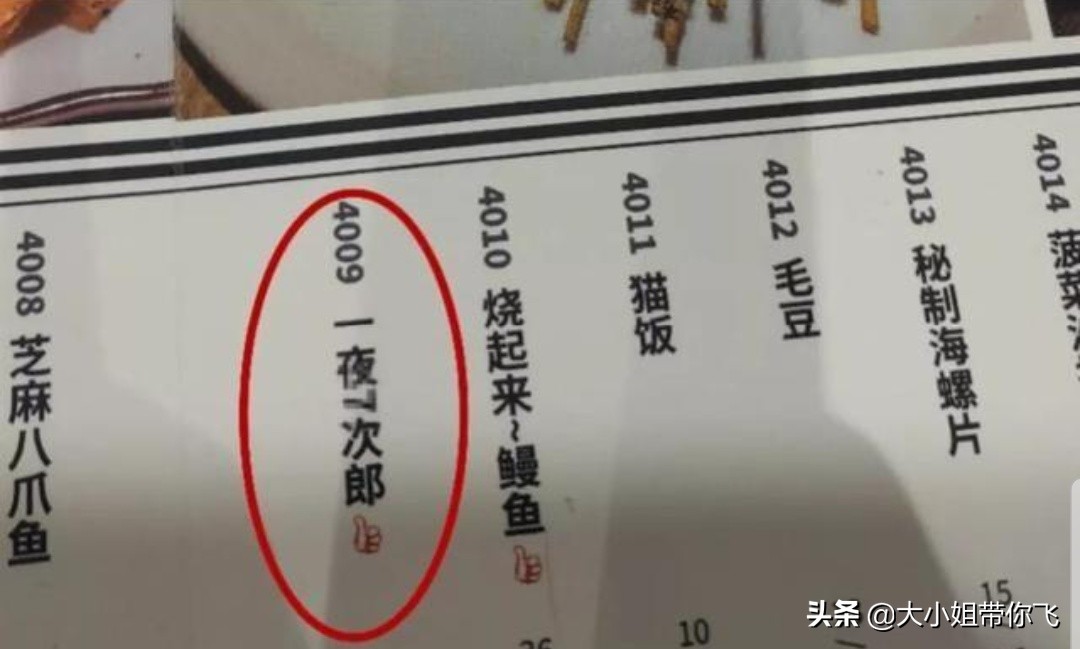 4008 芝麻八爪鱼
4009 一夜7次郎
4010 烧起来~鳗鱼
4011 猫饭
4012 毛豆
4013 秘制海螺片
4014 菠菜
10
15
头条 @大小姐带你飞